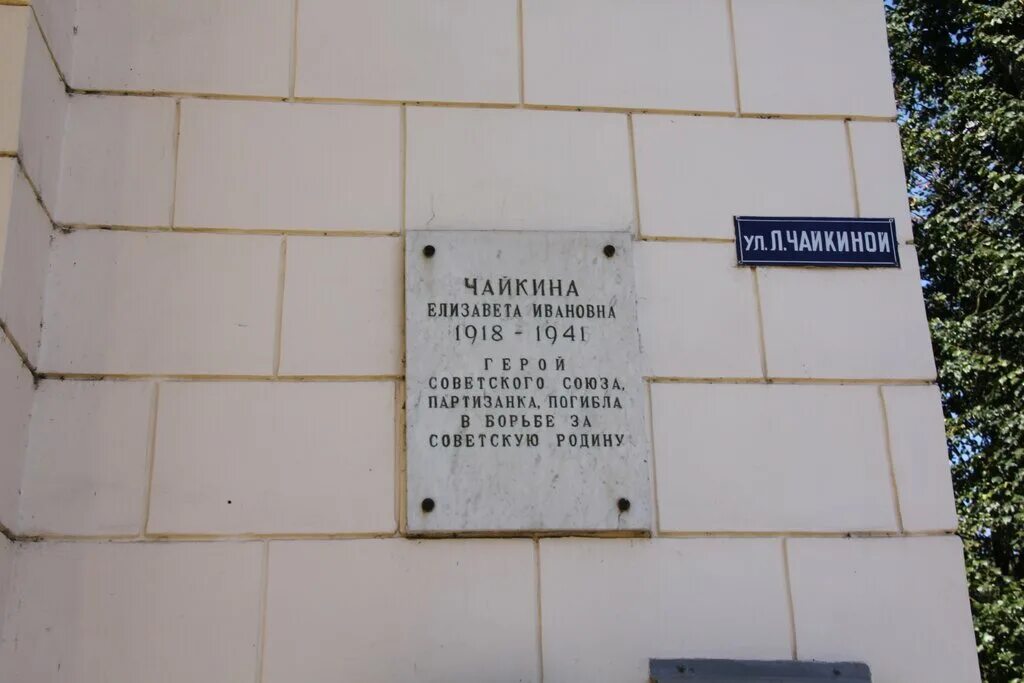 ЧАЙКИНА
ЕЛИЗАВЕТА ИВАНОВНА
1918 - 1941
ГЕРОЙ
СОВЕТСКОГО СОЮЗА,
ПАРТИЗАНКА, ПОГИБЛА
В БОРЬБЕ ЗА
СОВЕТСКУЮ РОДИНУ
УЛ. Л.ЧАЙКИНОЙ